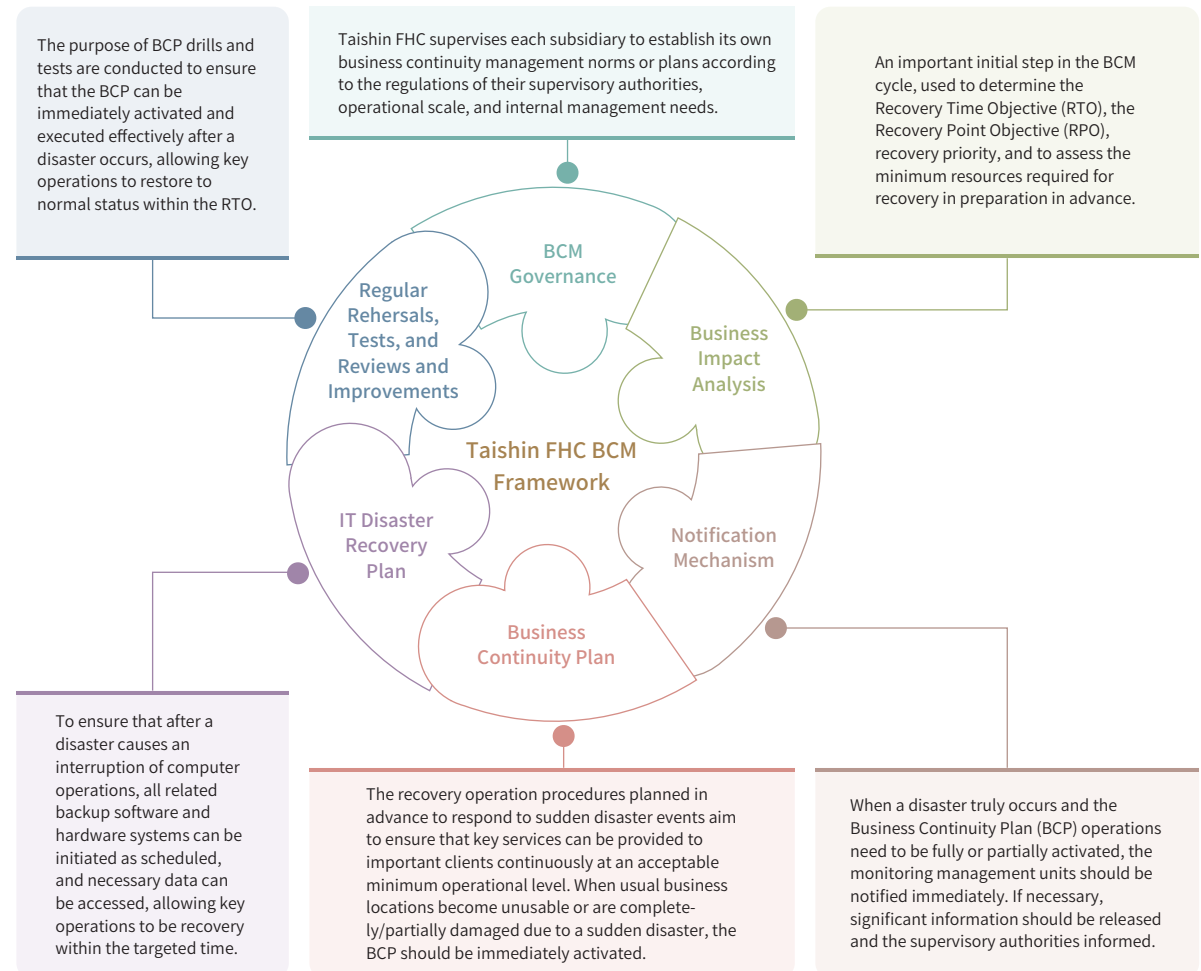 The purpose of BCP drills and
tests are conducted to ensure
that the BCP can be
immediately activated and
executed effectively after a
disaster occurs, allowing key
operations to restore to
normal status within the RTO.
Taishin FHC supervises each subsidiary to establish its own
business continuity management norms or plans according
to the regulations of their supervisory authorities,
operational scale, and internal management needs.
An important initial step in the BCM
cycle, used to determine the
Recovery Time Objective (RTO), the
Recovery Point Objective (RPO),
recovery priority, and to assess the
minimum resources required for
recovery in preparation in advance.
BCM
Governance
Regular
Rehersals,
Tests, and
Reviews and
Improvements
Business
Impact
Analysis
Taishin FHC BCM
Framework
IT Disaster
Recovery
Plan
Notification
Mechanism
Business
Continuity Plan
To ensure that after a
disaster causes an
interruption of computer
operations, all related
backup software and
hardware systems can be
initiated as scheduled,
and necessary data can
be accessed, allowing key
operations to be recovery
within the targeted time.
The recovery operation procedures planned in
advance to respond to sudden disaster events aim
to ensure that key services can be provided to
important clients continuously at an acceptable
minimum operational level. When usual business
locations become unusable or are complete-
ly/partially damaged due to a sudden disaster, the
BCP should be immediately activated.
When a disaster truly occurs and the
Business Continuity Plan (BCP) operations
need to be fully or partially activated, the
monitoring management units should be
notified immediately. If necessary,
significant information should be released
and the supervisory authorities informed.